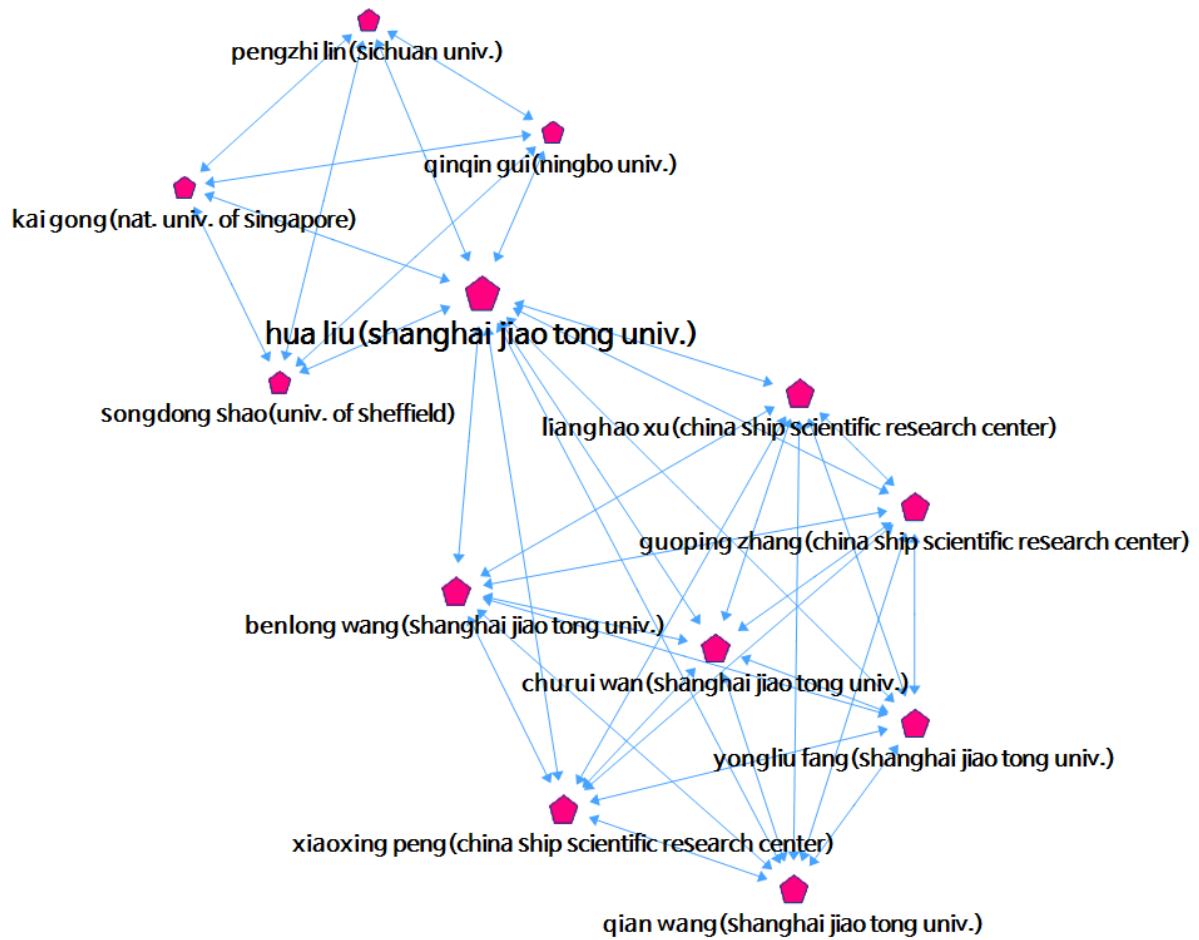 pengzhi lin(sichuan univ.)
qinqin gui(ningbo univ.)
kai gong(nat. univ. of singapore)
hua liu(shanghai jiao tong univ.)
songdong shao(univ. of sheffield)
lianghao xu(china ship scientific research center)
guoping zhang(china ship scientific research center)
benlong wang(shanghai jiao tong univ.)
churui wan(shanghai jiao tong univ.)
yongliu fang(shanghai jiao tong univ.)
xiaoxing peng(china ship scientific research center)
qian wang(shanghai jiao tong univ.)